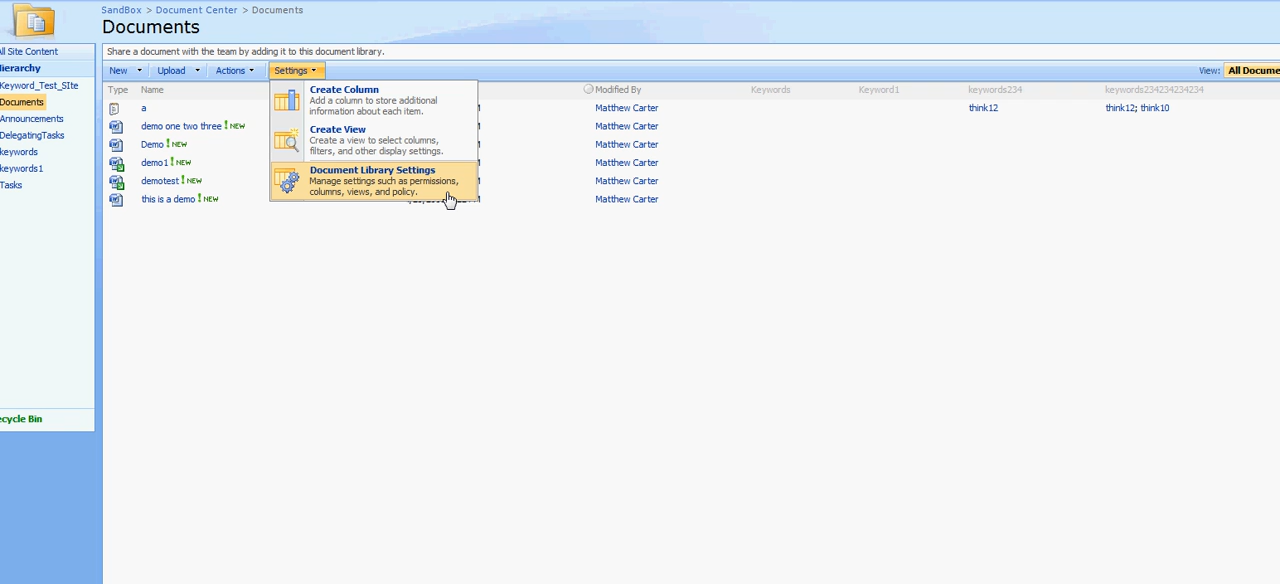 SandBox > Document Center > Documents
Documents
All Site Content
Hierarchy
Keyword_Test_SIte
Documents
Announcements
DelegatingTasks
keywords
keywords1
Tasks
Recycle Bin
Share a document with the team by adding it to this document library.
New Upload Actions Settings View: All Docume
Type Name Modified By Keywords Keyword1 keywords234 keywords234234234234
a M Matthew Carter think12 think12; think10
demo one two three ! NEW Matthew Carter
Demo ! NEW Matthew Carter
demo1 ! NEW Matthew Carter
demotest ! NEW Matthew Carter
this is a demo ! NEW Matthew Carter
Create Column
Add a column to store additional
information about each item.
Create View
Create a view to select columns,
filters, and other display settings.
Document Library Settings
Manage settings such as permissions,
columns, views, and policy.